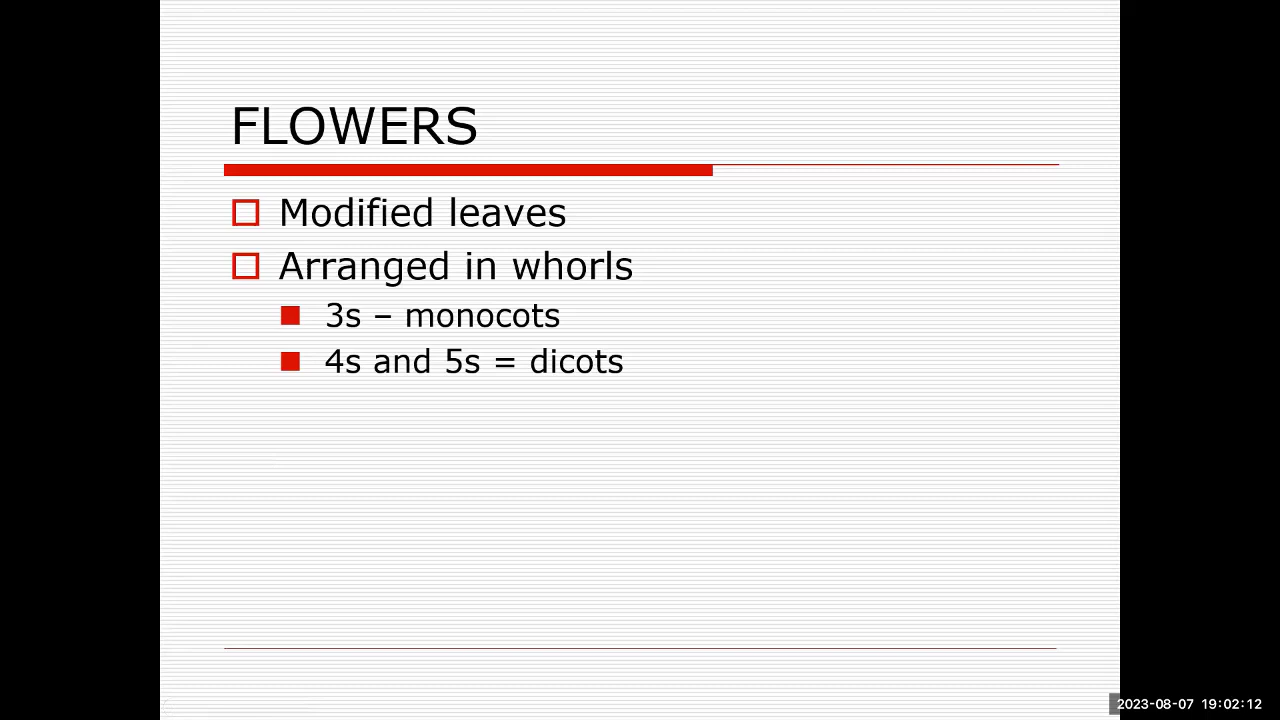 FLOWERS
Modified leaves
Arranged in whorls
3s – monocots
4s and 5s = dicots
2023-08-07 19:02:12